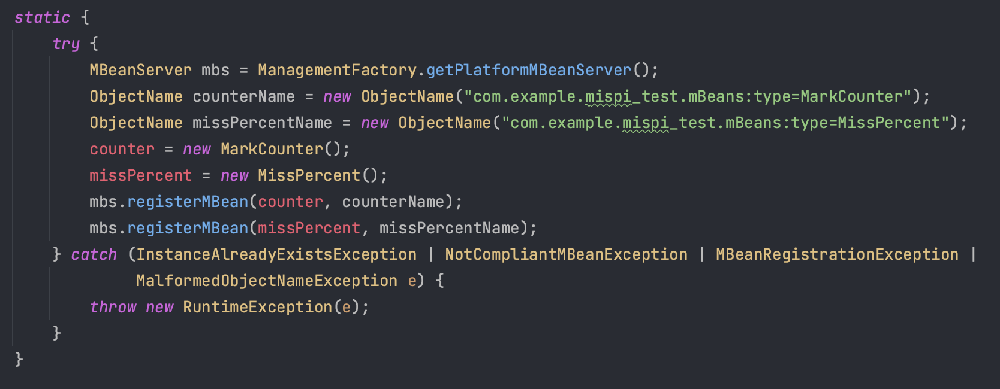 static {
try {
MBeanServer mbs = ManagementFactory.getPlatformMBeanServer();
ObjectName counterName = new ObjectName("com.example.mispi_test.mBeans:type=MarkCounter");
ObjectName missPercentName = new ObjectName("com.example.mispi_test.mBeans:type=MissPercent");
counter = new MarkCounter();
missPercent = new MissPercent();
mbs.registerMBean(counter, counterName);
mbs.registerMBean(missPercent, missPercentName);
} catch (InstanceAlreadyExistsException | NotCompliantMBeanException | MBeanRegistrationException |
MalformedObjectNameException e) {
throw new RuntimeException(e);
}
}